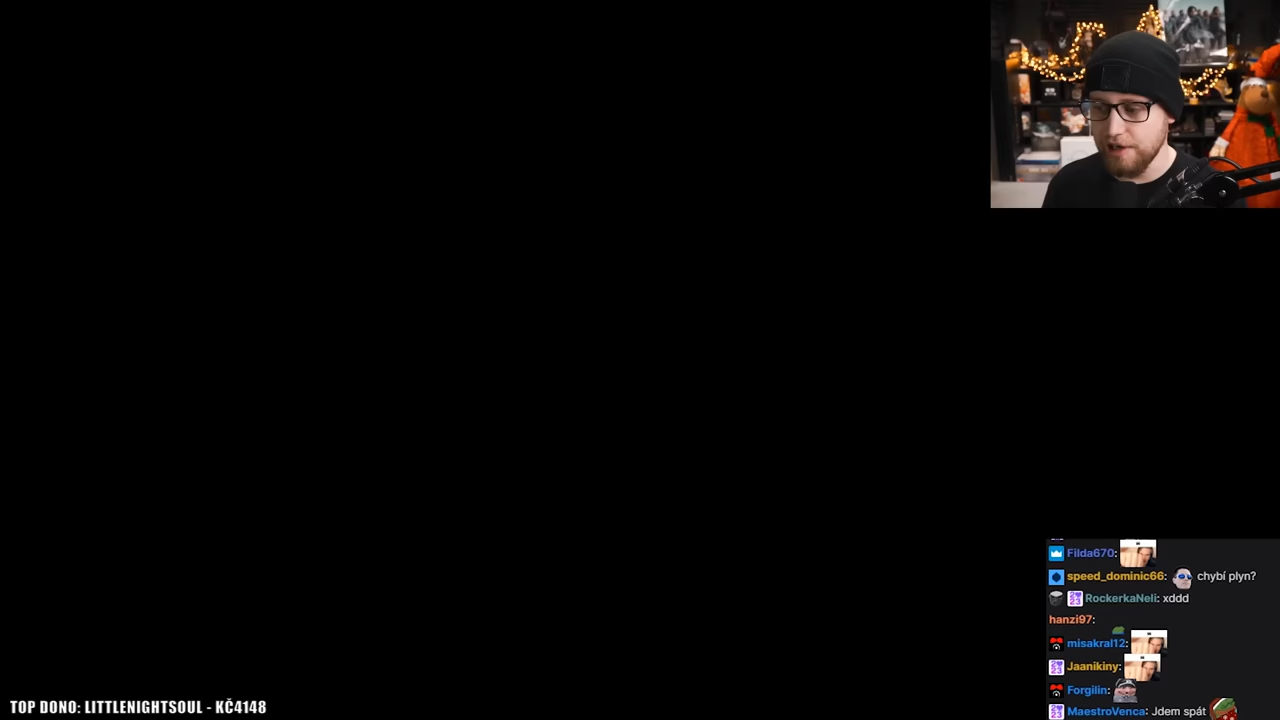 Filda670:
speed_dominic66: chybí plyn?
RockerkaNeli: xddd
hanzi97:
misakral12:
Jaanikiny:
Forgilin:
MaestroVenca: Jdem spát
TOP DONO: LITTLENIGHTSOUL - KČ4148